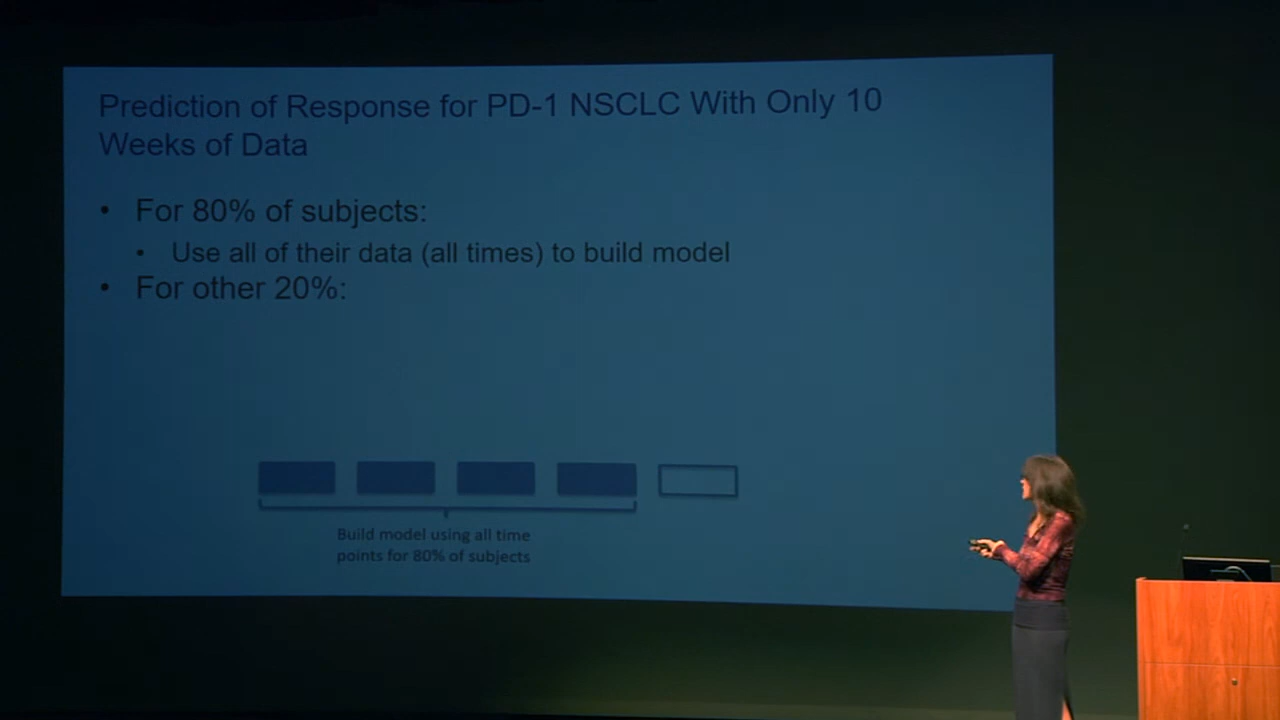 Prediction of Response for PD-1 NSCLC With Only 10
Weeks of Data
• For 80% of subjects:
• Use all of their data (all times) to build model
• For other 20%:
Build model using all time
points for 80% of subjects